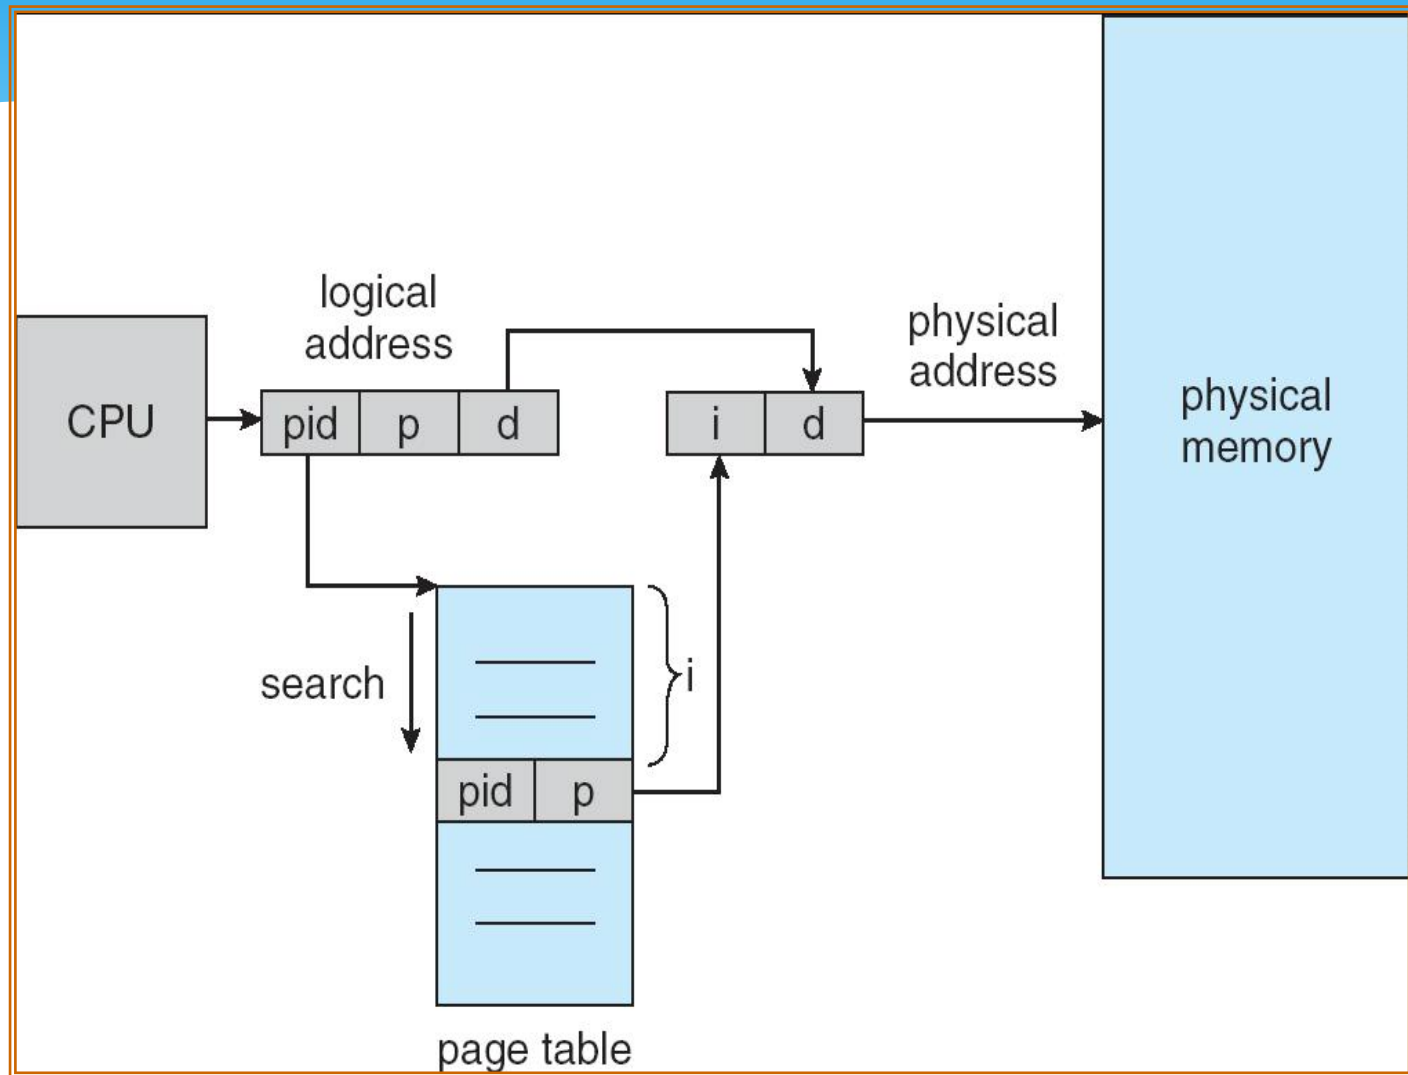 logical
address
physical
address
CPU
pid
p
d
i
d
physical
memory
search
i
pid
p
page table